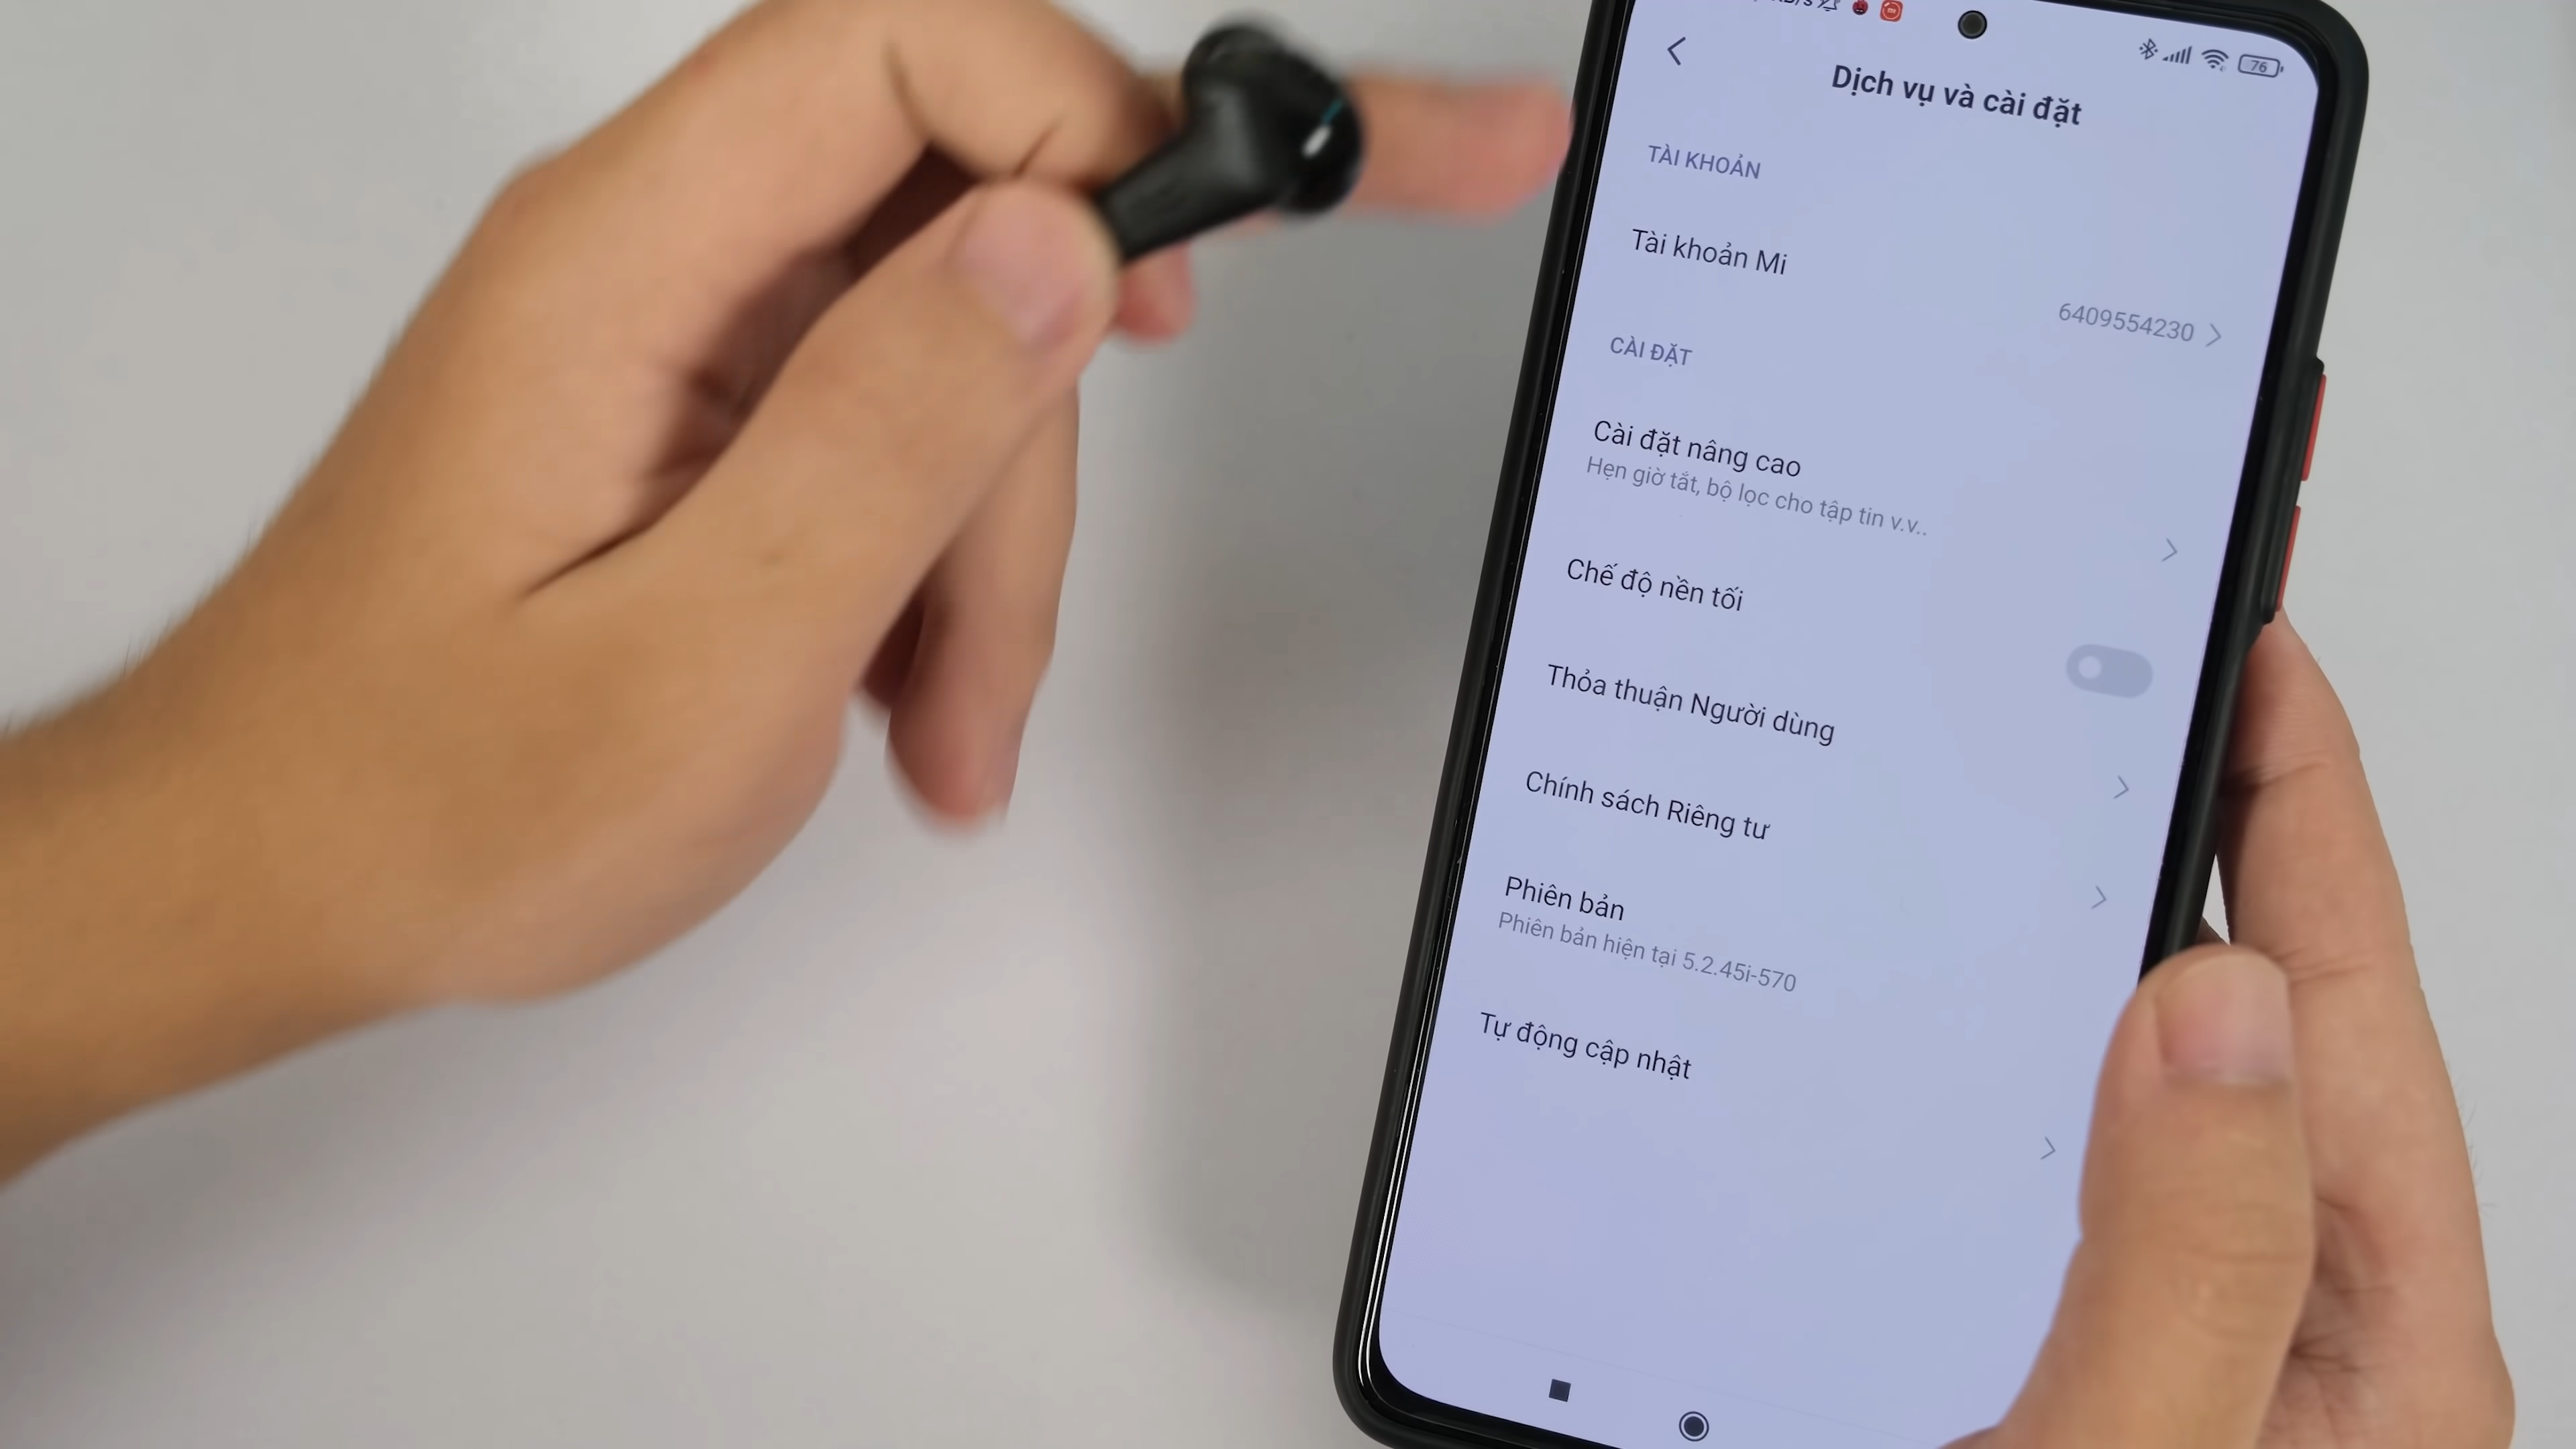 76
Dịch vụ và cài đặt
TÀI KHOẢN
Tài khoản Mi
6409554230
CÀI ĐẶT
Cài đặt nâng cao
Hẹn giờ tắt, bộ lọc cho tập tin v.v..
Chế độ nền tối
Thỏa thuận Người dùng
Chính sách Riêng tư
Phiên bản
Phiên bản hiện tại 5.2.45i-570
Tự động cập nhật